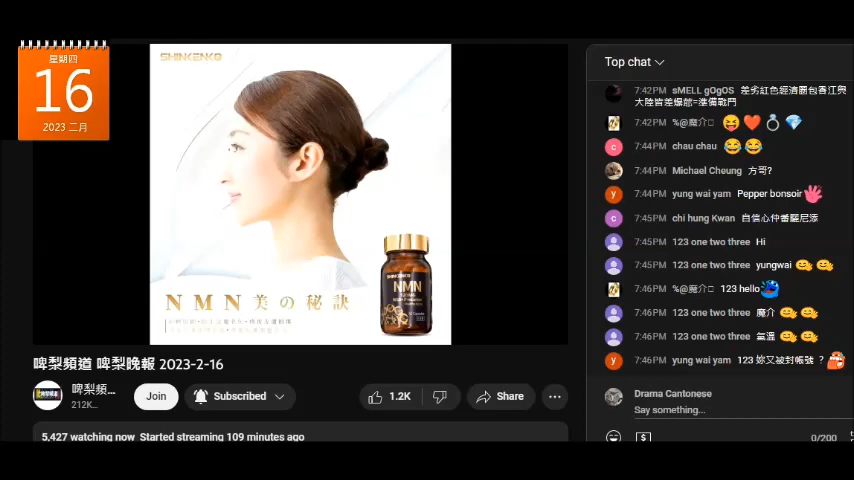 星期四
16
2023 二月
SHINKENKO
SHINKENKO
NMN
NMN 美の秘訣
啤梨頻道 啤梨晚報 2023-2-16
啤梨頻...
212K...
Join
Subscribed
1.2K
Share
5,427 watching now Started streaming 109 minutes ago
Top chat
7:42PM sMELL gOgOS 差劣紅色經濟圈包香江與
大陸皆差爆煲=準備戰鬥
7:42PM %@魔介
7:44PM chau chau 😂😂
7:44PM Michael Cheung 方哥?
7:44PM yung wai yam Pepper bonsoir
7:45PM chi hung Kwan 自信心仲番驅尼添
7:45PM 123 one two three Hi
7:45PM 123 one two three yungwai
7:46PM %@魔介 123 hello
7:46PM 123 one two three 魔介
7:46PM 123 one two three 氣溫
7:46PM yung wai yam 123 妳又被封帳號 ?
Drama Cantonese
Say something...
0/200